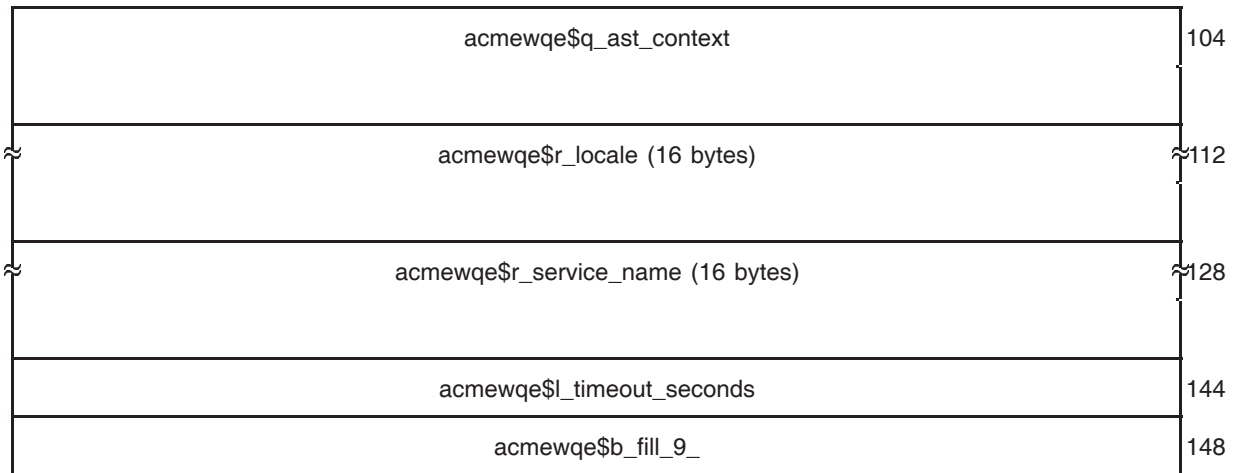 acmewqe$q_ast_context 104
acmewqe$r_locale (16 bytes) 112
acmewqe$r_service_name (16 bytes) 128
acmewqe$l_timeout_seconds 144
acmewqe$b_fill_9_ 148